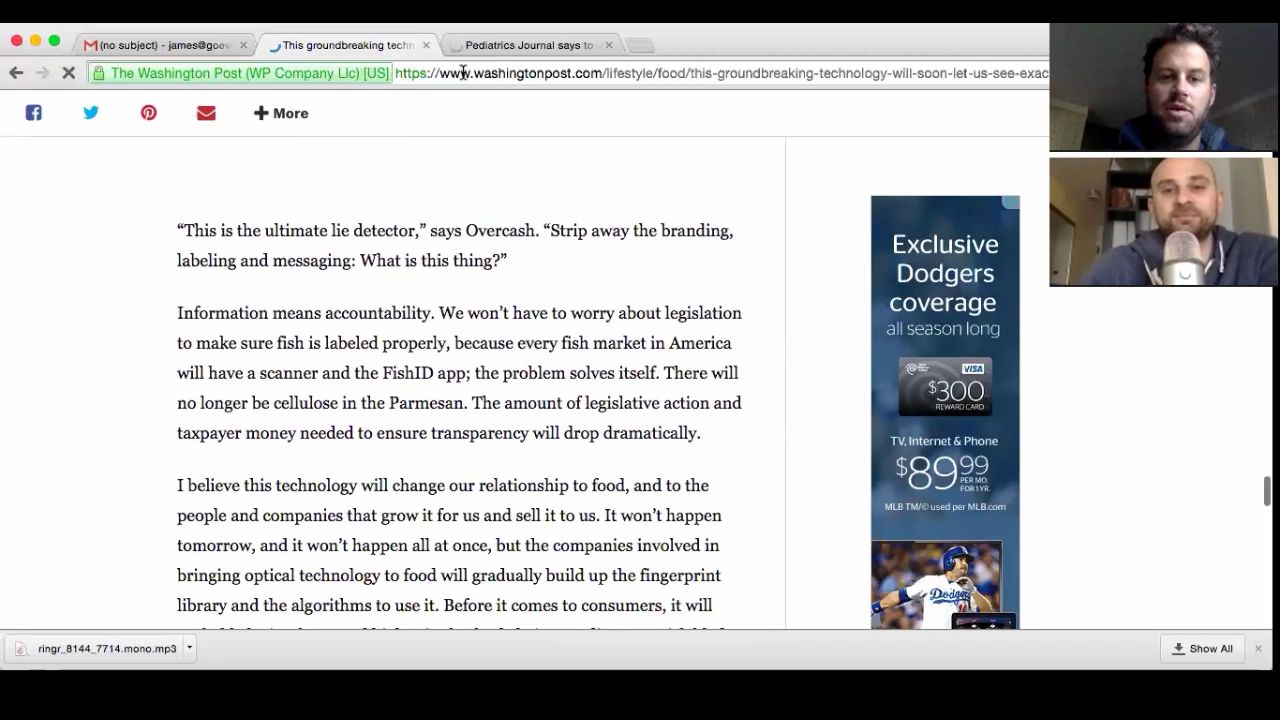 (no subject) - james@goev
This groundbreaking techn
Pediatrics Journal says to
The Washington Post (WP Company Llc) [US]
https://www.washingtonpost.com/lifestyle/food/this-groundbreaking-technology-will-soon-let-us-see-exac
More
“This is the ultimate lie detector,” says Overcash. “Strip away the branding,
labeling and messaging: What is this thing?”
Information means accountability. We won’t have to worry about legislation
to make sure fish is labeled properly, because every fish market in America
will have a scanner and the FishID app; the problem solves itself. There will
no longer be cellulose in the Parmesan. The amount of legislative action and
taxpayer money needed to ensure transparency will drop dramatically.
I believe this technology will change our relationship to food, and to the
people and companies that grow it for us and sell it to us. It won’t happen
tomorrow, and it won’t happen all at once, but the companies involved in
bringing optical technology to food will gradually build up the fingerprint
library and the algorithms to use it. Before it comes to consumers, it will
Exclusive
Dodgers
coverage
all season long
VISA
$300
REWARD CARD
TV, Internet & Phone
$89.99
PER MO.
FOR 1 YR.
MLB TM/© used per MLB.com
Dodgers
ringr_8144_7714.mono.mp3
Show All